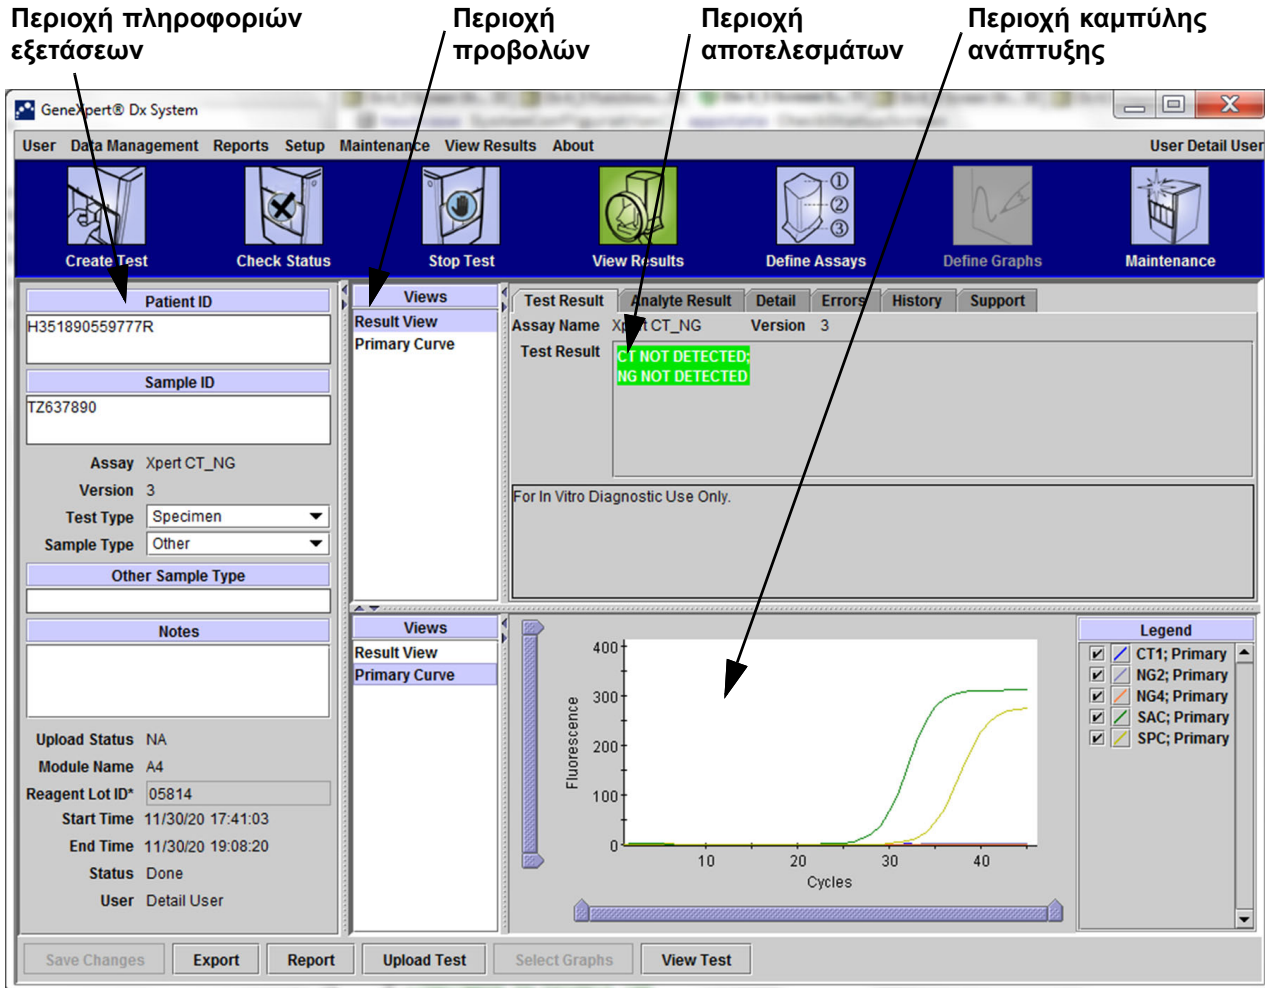 Περιοχή πληροφοριών
εξετάσεων
Περιοχή
προβολών
Περιοχή
αποτελεσμάτων
Περιοχή καμπύλης
ανάπτυξης
GeneXpert® Dx System
User Data Management Reports Setup Maintenance View Results About User Detail User
Create Test Check Status Stop Test View Results Define Assays Define Graphs Maintenance
① ② ③
Patient ID
H351890559777R
Sample ID
TZ637890
Assay Xpert CT_NG
Version 3
Test Type Specimen
Sample Type Other
Other Sample Type
Notes
Upload Status NA
Module Name A4
Reagent Lot ID* 05814
Start Time 11/30/20 17:41:03
End Time 11/30/20 19:08:20
Status Done
User Detail User
Views
Result View
Primary Curve
Test Result Analyte Result Detail Errors History Support
Assay Name Xpert CT_NG Version 3
Test Result CT NOT DETECTED;
NG NOT DETECTED
For In Vitro Diagnostic Use Only.
Views
Result View
Primary Curve
Fluorescence
400
300
200
100
0
10 20 30 40
Cycles
Legend
CT1; Primary
NG2; Primary
NG4; Primary
SAC; Primary
SPC; Primary
Save Changes Export Report Upload Test Select Graphs View Test